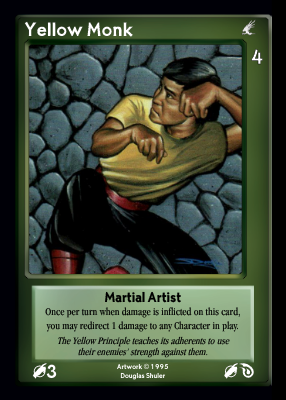 Yellow Monk
4
Martial Artist
Once per turn when damage is inflicted on this card,
you may redirect 1 damage to any Character in play.
The Yellow Principle teaches its adherents to use
their enemies' strength against them.
3
Artwork © 1995
Douglas Shuler